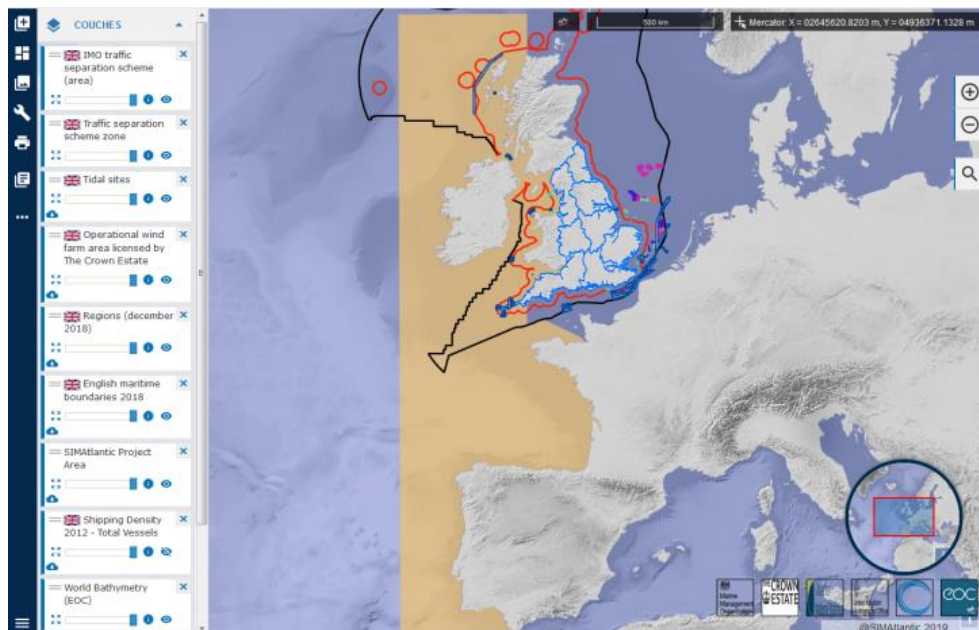 COUCHES
500 km
Mercator: X = 02645620.8203 m, Y = 04936371.1328 m
IMO traffic
separation scheme
(area)
Traffic separation
scheme zone
Tidal sites
Operational wind
farm area licensed by
The Crown Estate
Regions (december
2018)
English maritime
boundaries 2018
SIMAtlantic Project
Area
Shipping Density
2012 - Total Vessels
World Bathymetry
(EOC)
Marine
Management
CROWN
ESTATE
eoc
@SIMAtlantic 2019